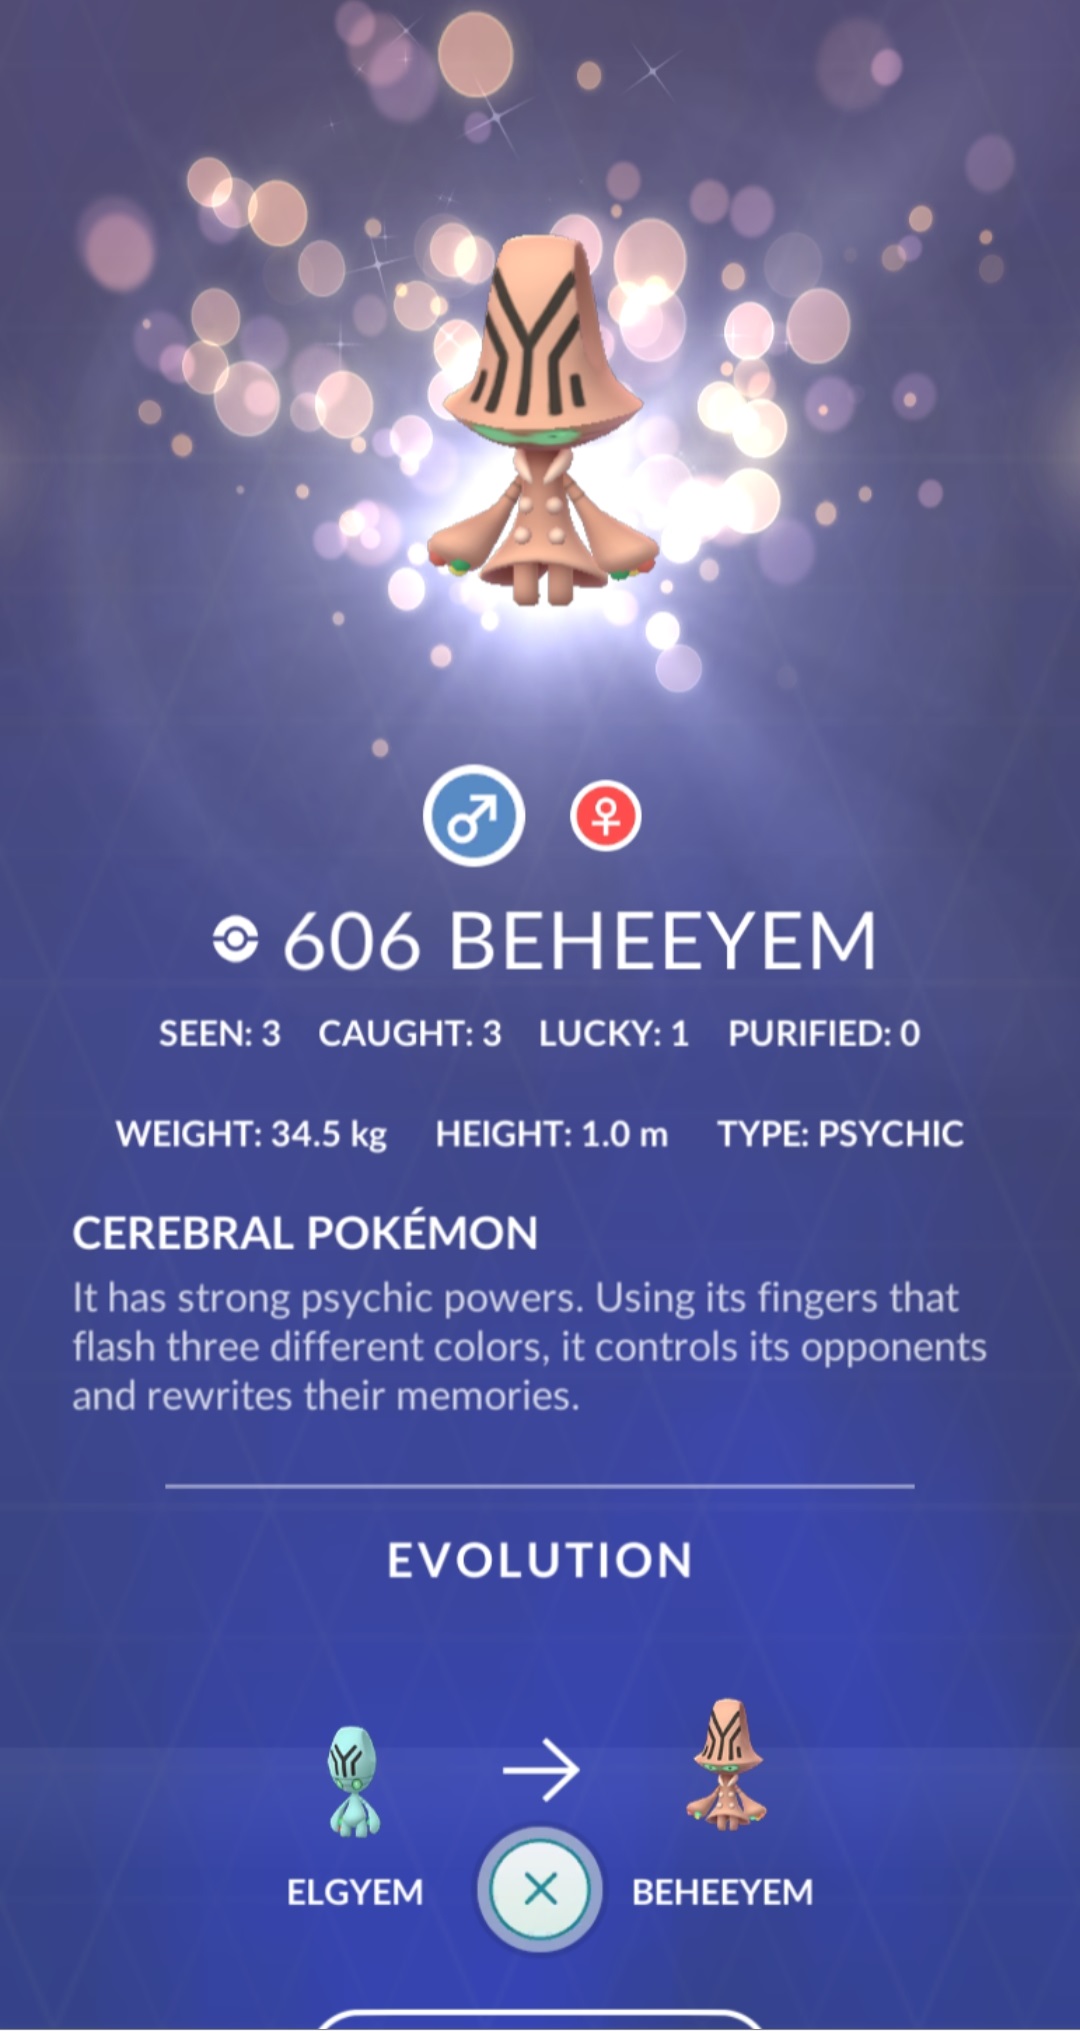 606 BEHEEYEM
SEEN: 3 CAUGHT: 3 LUCKY: 1 PURIFIED: 0
WEIGHT: 34.5 kg HEIGHT: 1.0 m TYPE: PSYCHIC
CEREBRAL POKÉMON
It has strong psychic powers. Using its fingers that
flash three different colors, it controls its opponents
and rewrites their memories.
EVOLUTION
ELGYEM BEHEEYEM